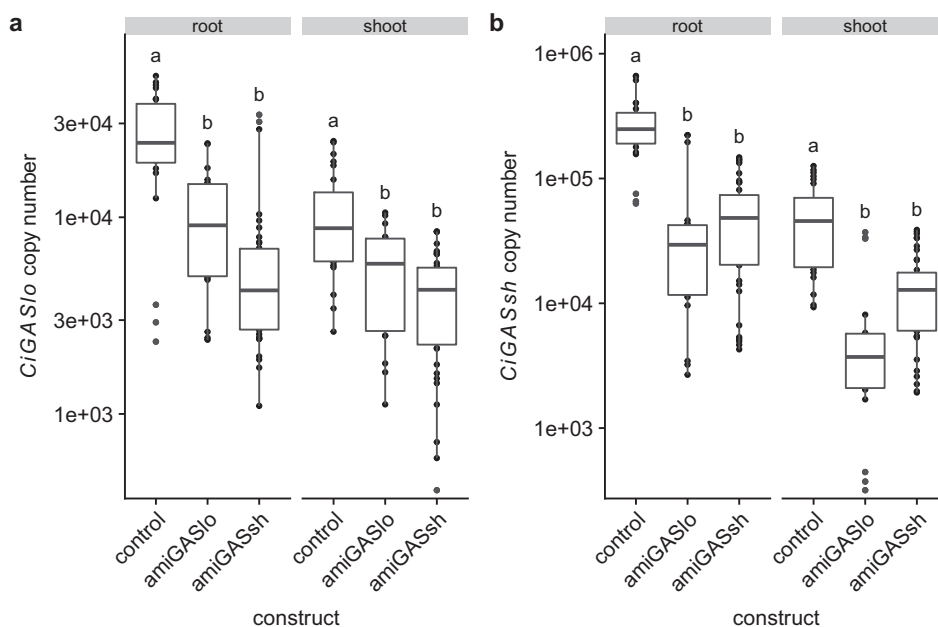 a
root shoot
CiGASlo copy number
3e+04
1e+04
3e+03
1e+03
a
b
b
a
b
b
control
amiGASlo
amiGASsh
control
amiGASlo
amiGASsh
construct
b
root shoot
CiGASsh copy number
1e+06
1e+05
1e+04
1e+03
a
b
b
a
b
b
control
amiGASlo
amiGASsh
control
amiGASlo
amiGASsh
construct